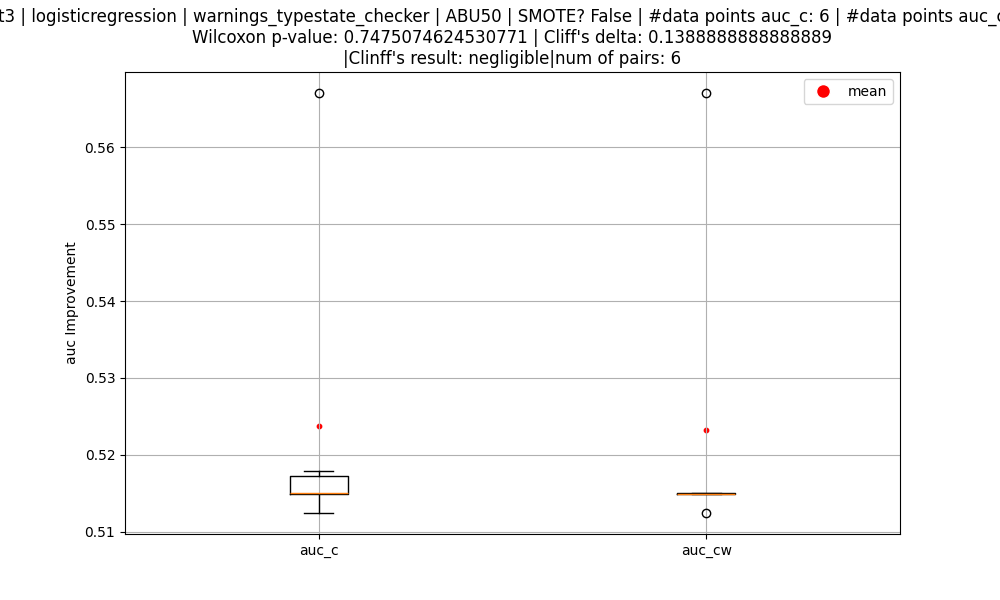 t3 | logisticregression | warnings_typestate_checker | ABU50 | SMOTE? False | #data points auc_c: 6 | #data points auc_c
Wilcoxon p-value: 0.7475074624530771 | Cliff's delta: 0.1388888888888889
|Clinff's result: negligible|num of pairs: 6
mean
0.56
0.55
0.54
0.53
0.52
0.51
auc Improvement
auc_c
auc_cw